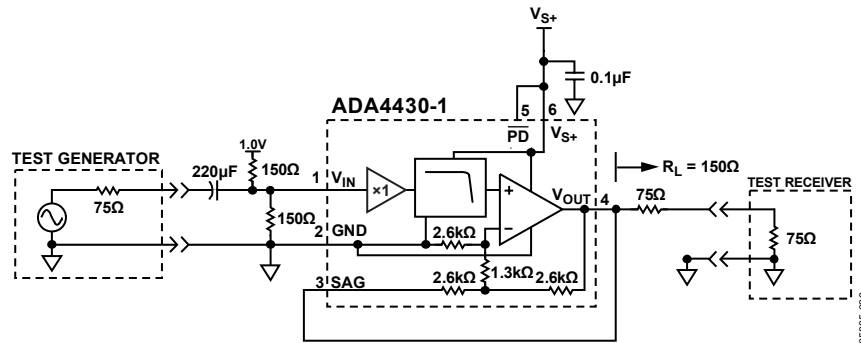 VS+
0.1µF
ADA4430-1
5
6
PD
VS+
TEST GENERATOR
75Ω
220µF
1.0V
150Ω
150Ω
1
VIN
×1
+
–
VOUT
4
RL = 150Ω
75Ω
TEST RECEIVER
75Ω
2
GND
2.6kΩ
1.3kΩ
3
SAG
2.6kΩ
2.6kΩ